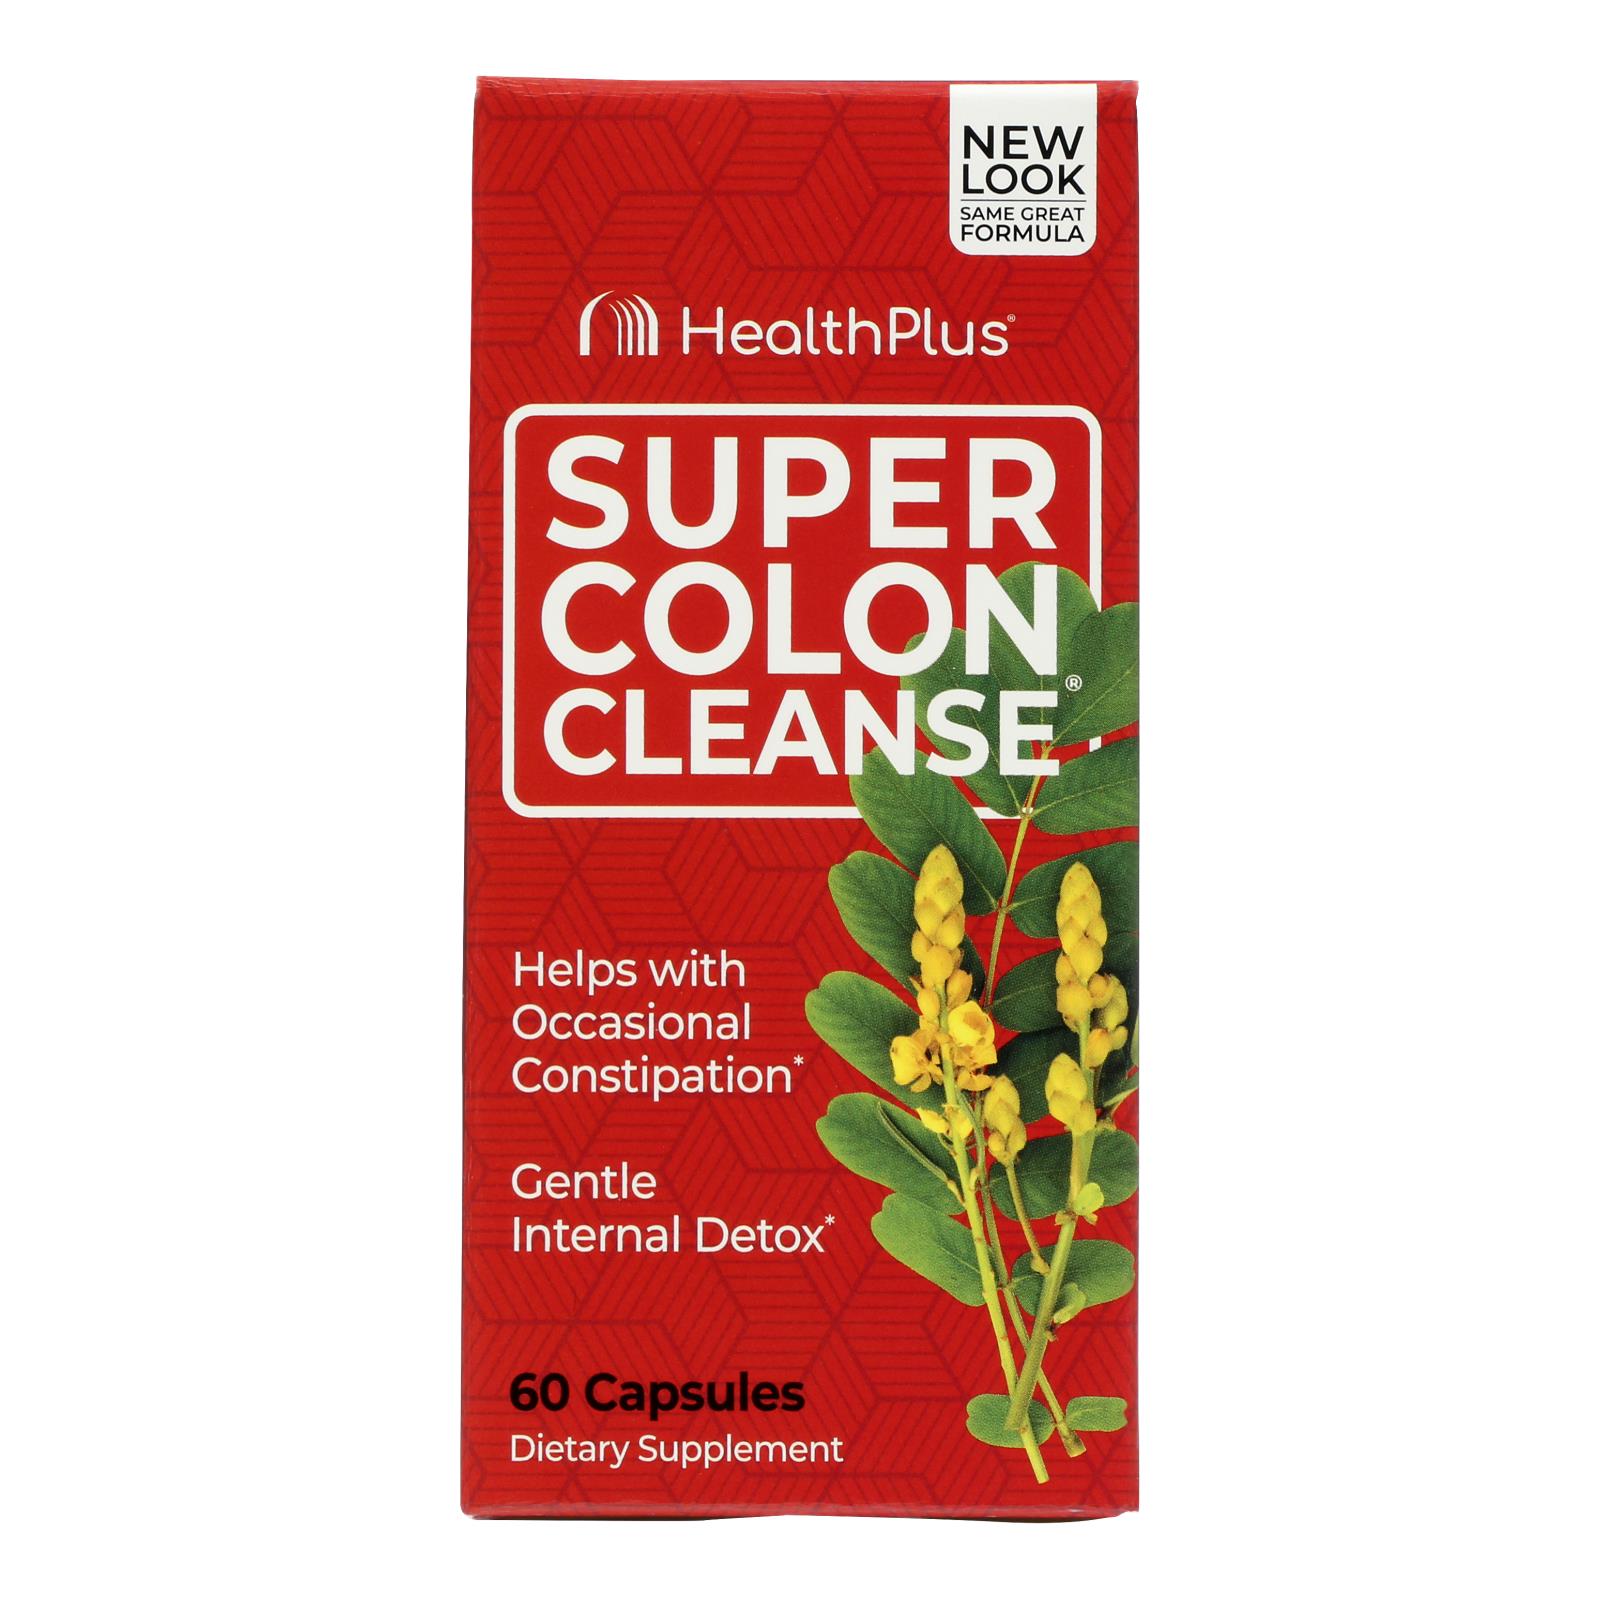 NEW
LOOK
SAME GREAT
FORMULA
HealthPlus®
SUPER
COLON
CLEANSE®
Helps with
Occasional
Constipation*
Gentle
Internal Detox*
60 Capsules
Dietary Supplement